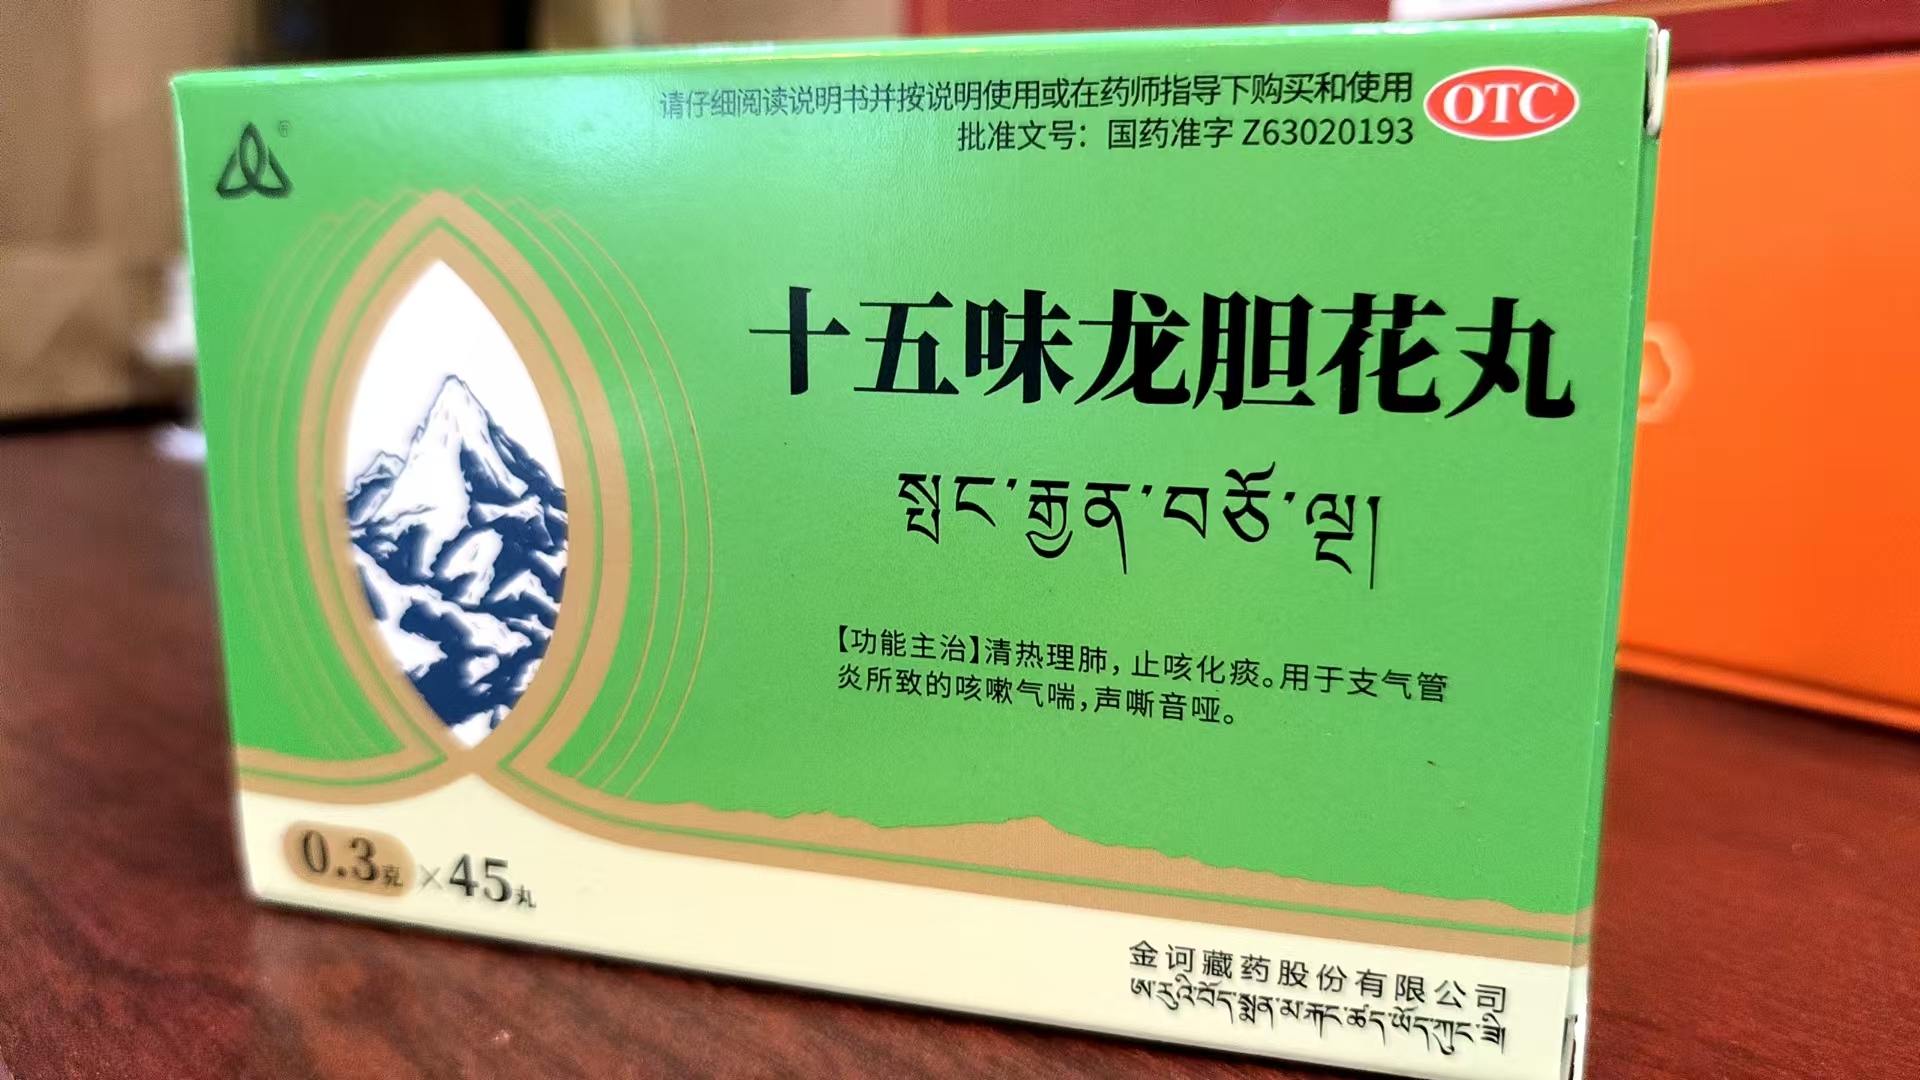 请仔细阅读说明书并按说明使用或在药师指导下购买和使用
批准文号：国药准字 Z63020193
OTC
®
十五味龙胆花丸
སྤང་རྒྱན་བཅོ་ལྔ།
【功能主治】清热理肺，止咳化痰。用于支气管
炎所致的咳嗽气喘，声嘶音哑。
0.3克×45丸
金诃藏药股份有限公司